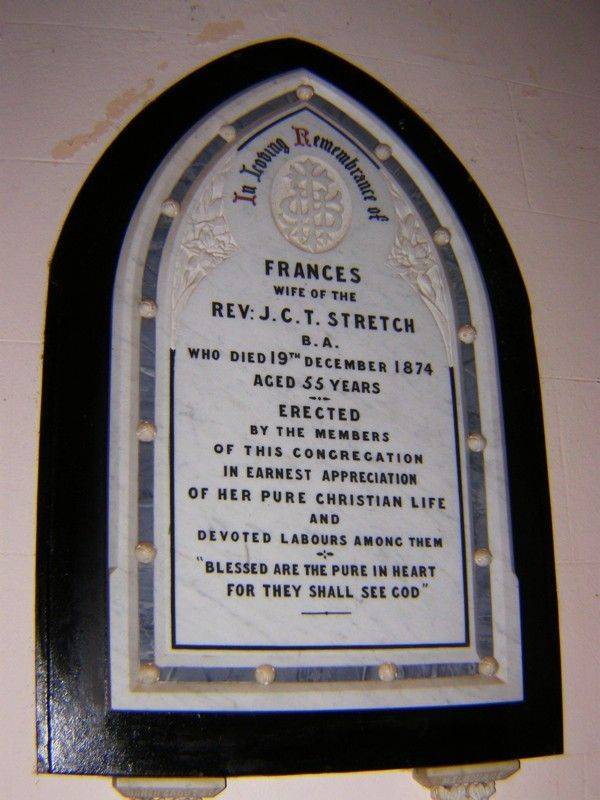 In Loving Remembrance of
FRANCES
WIFE OF THE
REV: J.C.T. STRETCH
B.A.
WHO DIED 19TH DECEMBER 1874
AGED 55 YEARS
ERECTED
BY THE MEMBERS
OF THIS CONGREGATION
IN EARNEST APPRECIATION
OF HER PURE CHRISTIAN LIFE
AND
DEVOTED LABOURS AMONG THEM
"BLESSED ARE THE PURE IN HEART
FOR THEY SHALL SEE GOD"